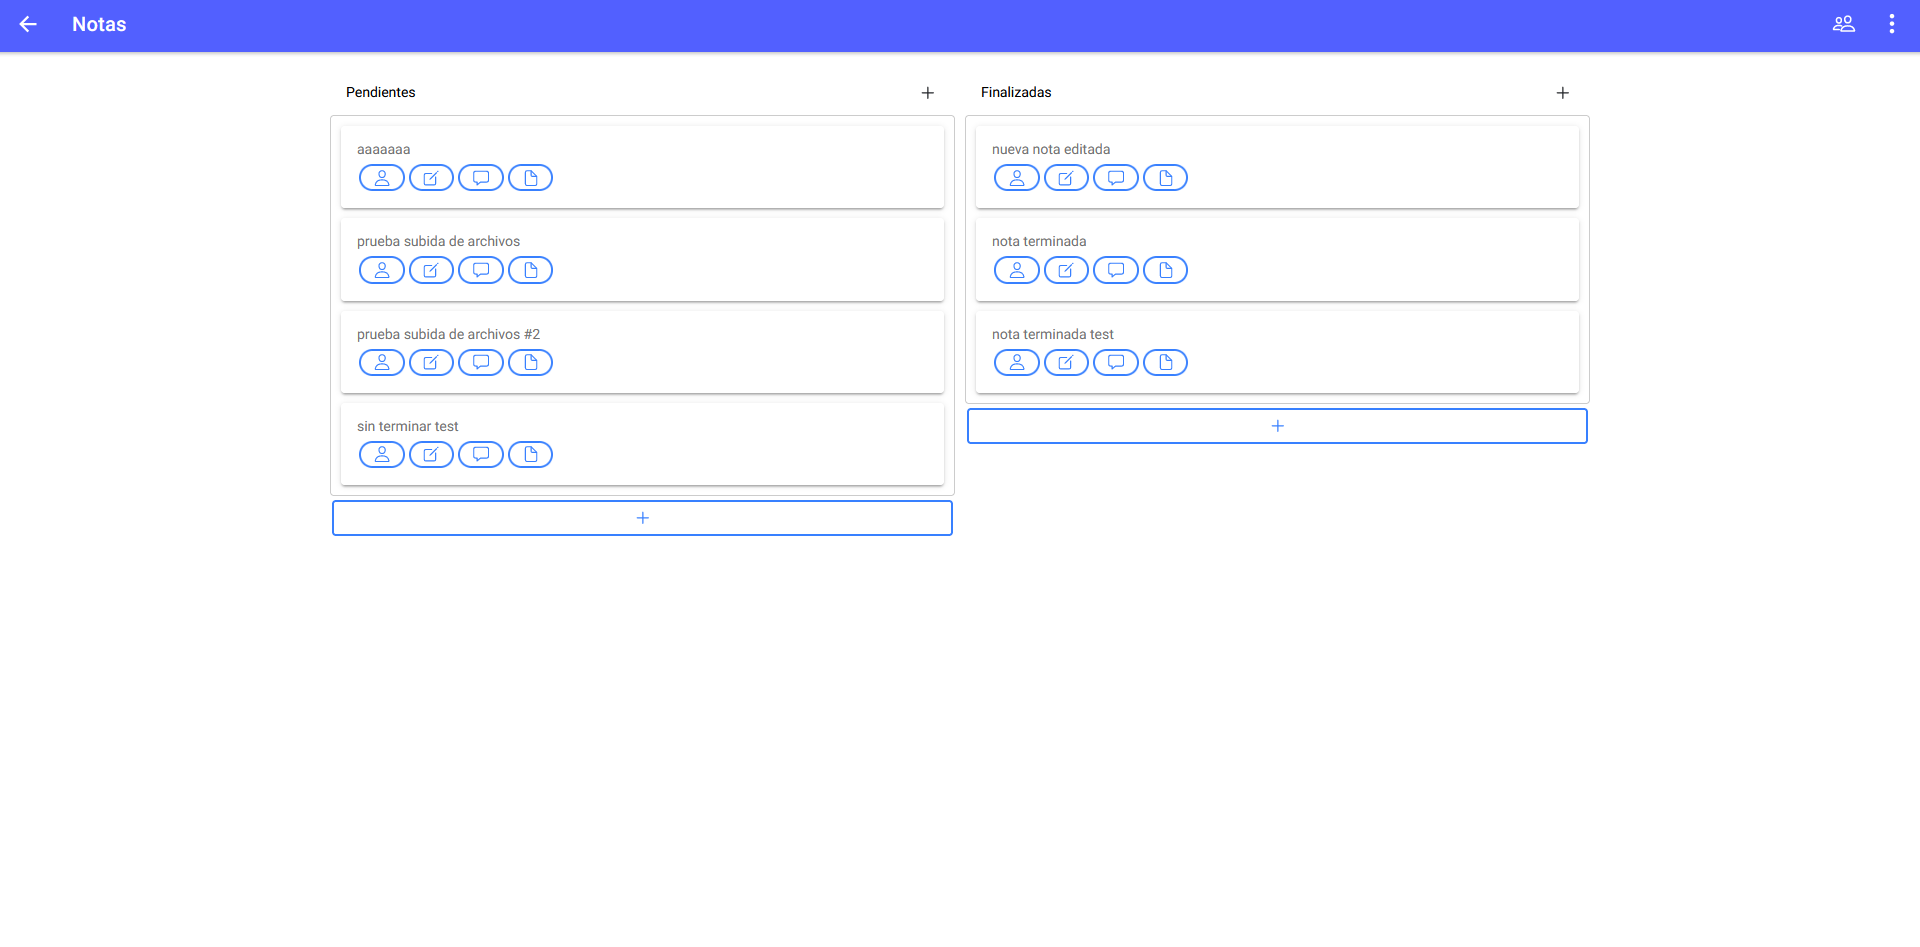 Notas
Pendientes
aaaaaaa
prueba subida de archivos
prueba subida de archivos #2
sin terminar test
Finalizadas
nueva nota editada
nota terminada
nota terminada test